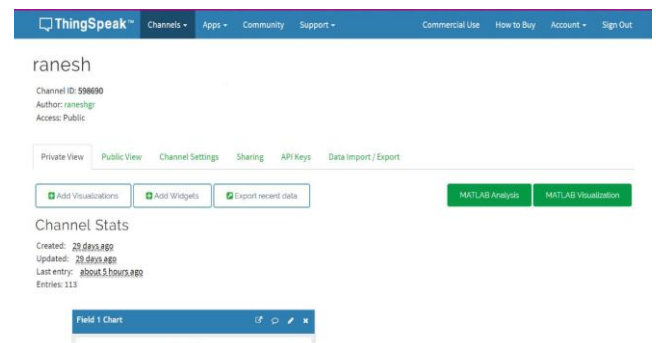 ThingSpeak™ Channels Apps Community Support Commercial Use How to Buy Account Sign Out
ranesh
Channel ID: 598690
Author: raneshgr
Access: Public
Private View Public View Channel Settings Sharing API Keys Data Import / Export
Add Visualizations Add Widgets Export recent data MATLAB Analysis MATLAB Visualization
Channel Stats
Created: 29 days ago
Updated: 29 days ago
Last entry: about 5 hours ago
Entries: 113
Field 1 Chart